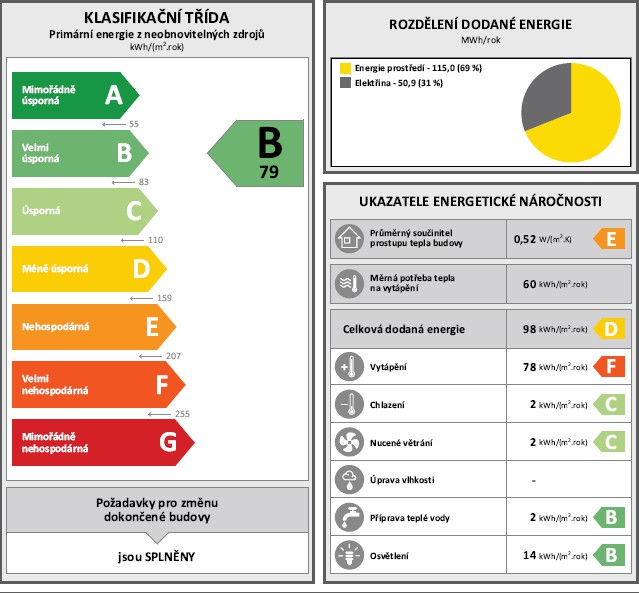 KLASIFIKAČNÍ TŘÍDA
Primární energie z neobnovitelných zdrojů
kWh/(m².rok)
Mimořádně
úsporná
A
55
Velmi
úsporná
B
83
Úsporná
C
110
Méně úsporná
D
159
Nehospodárná
E
207
Velmi
nehospodárná
F
255
Mimořádně
nehospodárná
G
B
79
Požadavky pro změnu
dokončené budovy
jsou SPLNĚNY
ROZDĚLENÍ DODANÉ ENERGIE
MWh/rok
Energie prostředí - 115,0 (69 %)
Elektřina - 50,9 (31 %)
UKAZATELE ENERGETICKÉ NÁROČNOSTI
Průměrný součinitel
prostupu tepla budovy
0,52 W/(m².K)
E
Měrná potřeba tepla
na vytápění
60 kWh/(m².rok)
Celková dodaná energie
98 kWh/(m².rok)
D
Vytápění
78 kWh/(m².rok)
F
Chlazení
2 kWh/(m².rok)
C
Nucené větrání
2 kWh/(m².rok)
C
Úprava vlhkosti
-
Příprava teplé vody
2 kWh/(m².rok)
B
Osvětlení
14 kWh/(m².rok)
B